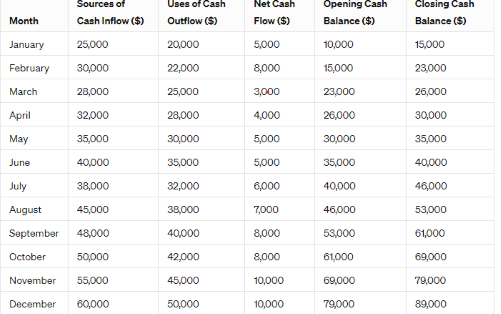 Sources of Uses of Cash Net Cash Opening Cash Closing Cash
Month Cash Inflow ($) Outflow ($) Flow ($) Balance ($) Balance ($)
January 25,000 20,000 5,000 10,000 15,000
February 30,000 22,000 8,000 15,000 23,000
March 28,000 25,000 3,000 23,000 26,000
April 32,000 28,000 4,000 26,000 30,000
May 35,000 30,000 5,000 30,000 35,000
June 40,000 35,000 5,000 35,000 40,000
July 38,000 32,000 6,000 40,000 46,000
August 45,000 38,000 7,000 46,000 53,000
September 48,000 40,000 8,000 53,000 61,000
October 50,000 42,000 8,000 61,000 69,000
November 55,000 45,000 10,000 69,000 79,000
December 60,000 50,000 10,000 79,000 89,000